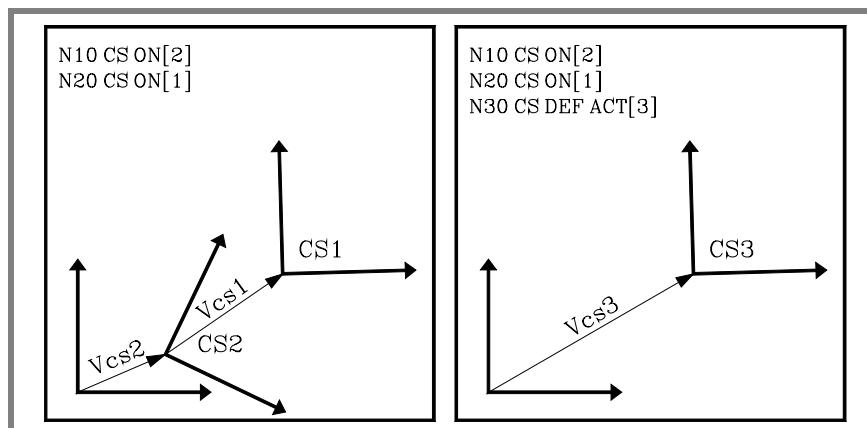 N10 CS ON[2]
N20 CS ON[1]
CS1
Vcs1
CS2
Vcs2
N10 CS ON[2]
N20 CS ON[1]
N30 CS DEF ACT[3]
CS3
Vcs3